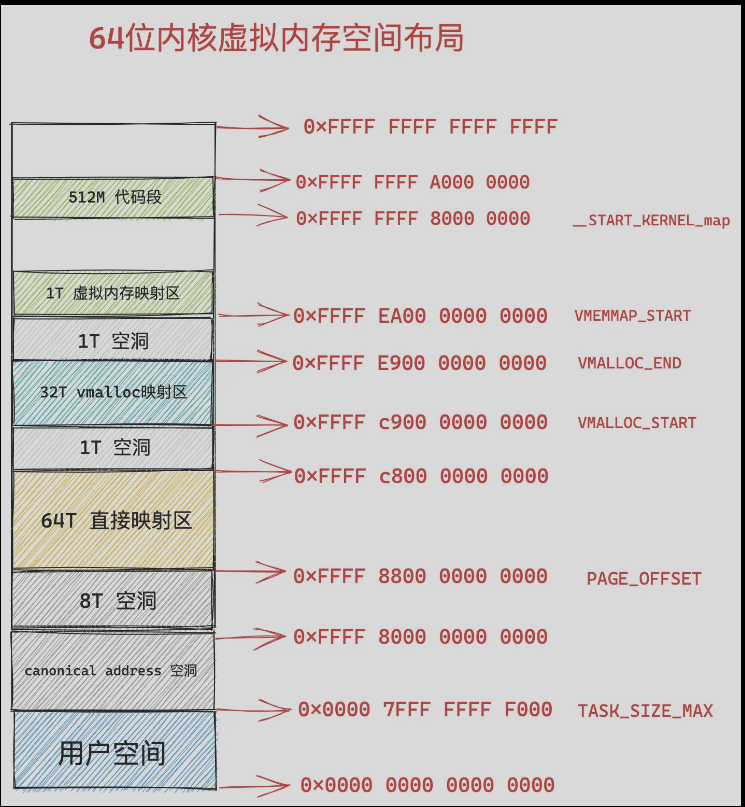 64位内核虚拟内存空间布局
0×FFFF FFFF FFFF FFFF
0×FFFF FFFF A000 0000
512M 代码段
0×FFFF FFFF 8000 0000 __START_KERNEL_map
1T 虚拟内存映射区
0×FFFF EA00 0000 0000 VMEMMAP_START
1T 空洞
0×FFFF E900 0000 0000 VMALLOC_END
32T vmalloc映射区
0×FFFF c900 0000 0000 VMALLOC_START
1T 空洞
0×FFFF c800 0000 0000
64T 直接映射区
0×FFFF 8800 0000 0000 PAGE_OFFSET
8T 空洞
0×FFFF 8000 0000 0000
canonical address 空洞
0×0000 7FFF FFFF F000 TASK_SIZE_MAX
用户空间
0×0000 0000 0000 0000